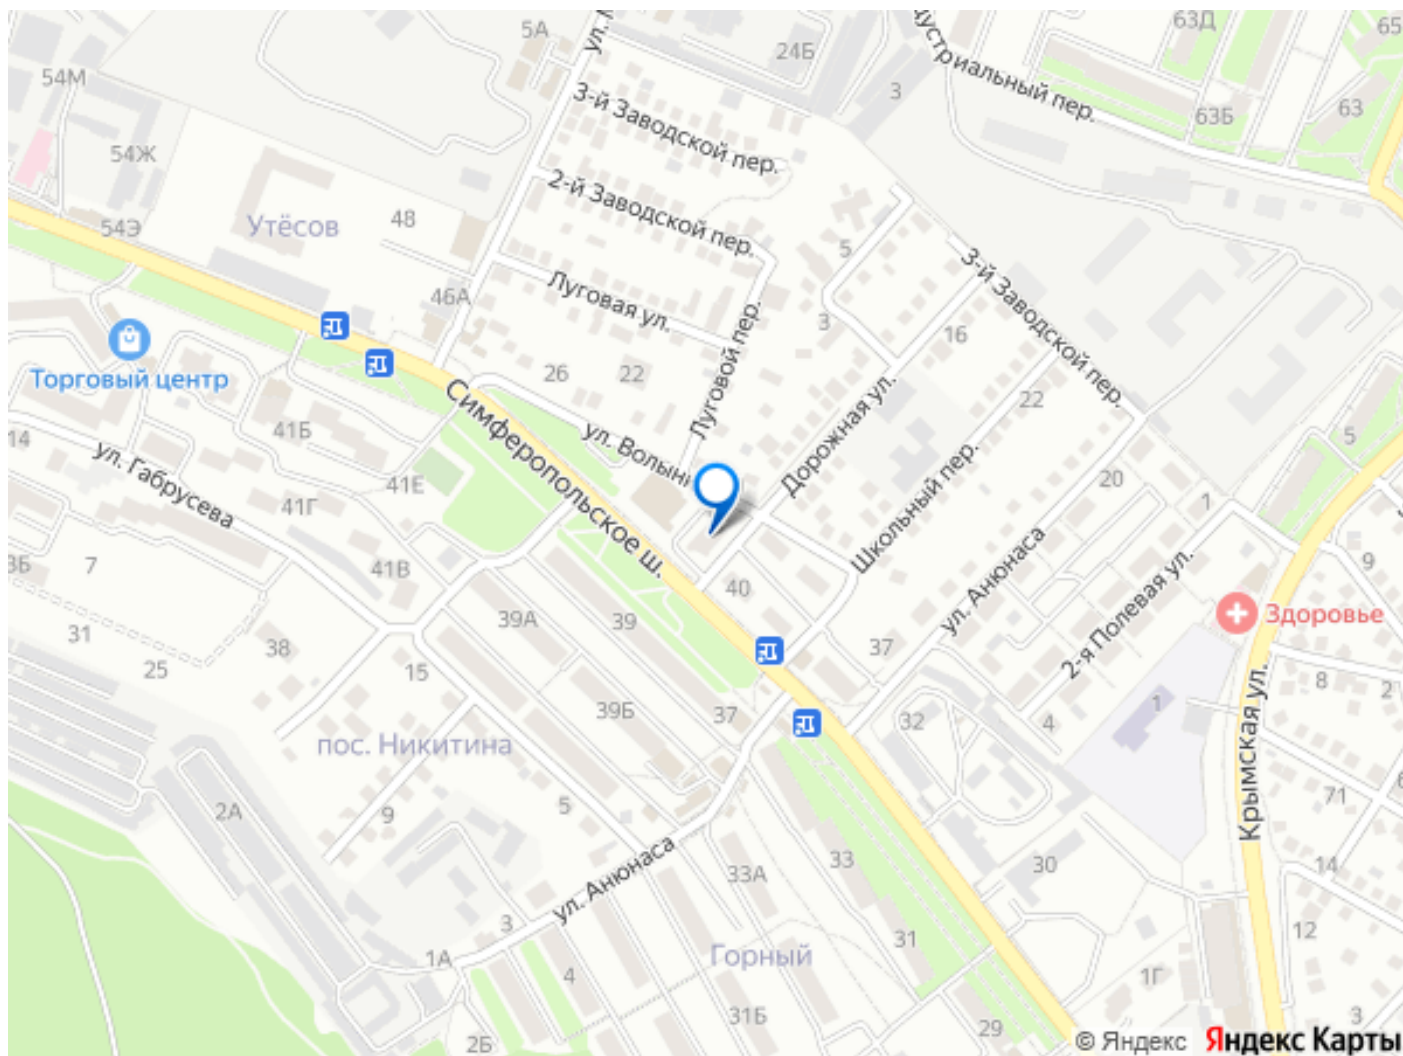 5А
63Д
65
24Б
54М
3
дустриальный пер.
63Б
63
3-й Заводской пер.
54Ж
2-й Заводской пер.
48
Утёсов
54Э
5
3-й Заводской пер.
46А
Луговая ул.
Луговой пер.
3
16
Торговый центр
26
22
Дорожная ул.
22
Симферопольское ш.
41Б
14
ул. Габрусева
ул. Волын
5
41Е
41Г
20
1
Школьный пер.
ул. Анюнаса
3Б
7
41В
9
2-я Полевая ул.
40
39А
39
Здоровье
31
38
37
25
15
8
2
Крымская ул.
39Б
37
32
4
1
пос. Никитина
71
2А
9
5
14
30
33
33А
ул. Анюнаса
3
12
31
Горный
1А
4
1Г
31Б
29
3
2Б
© Яндекс Яндекс Карты